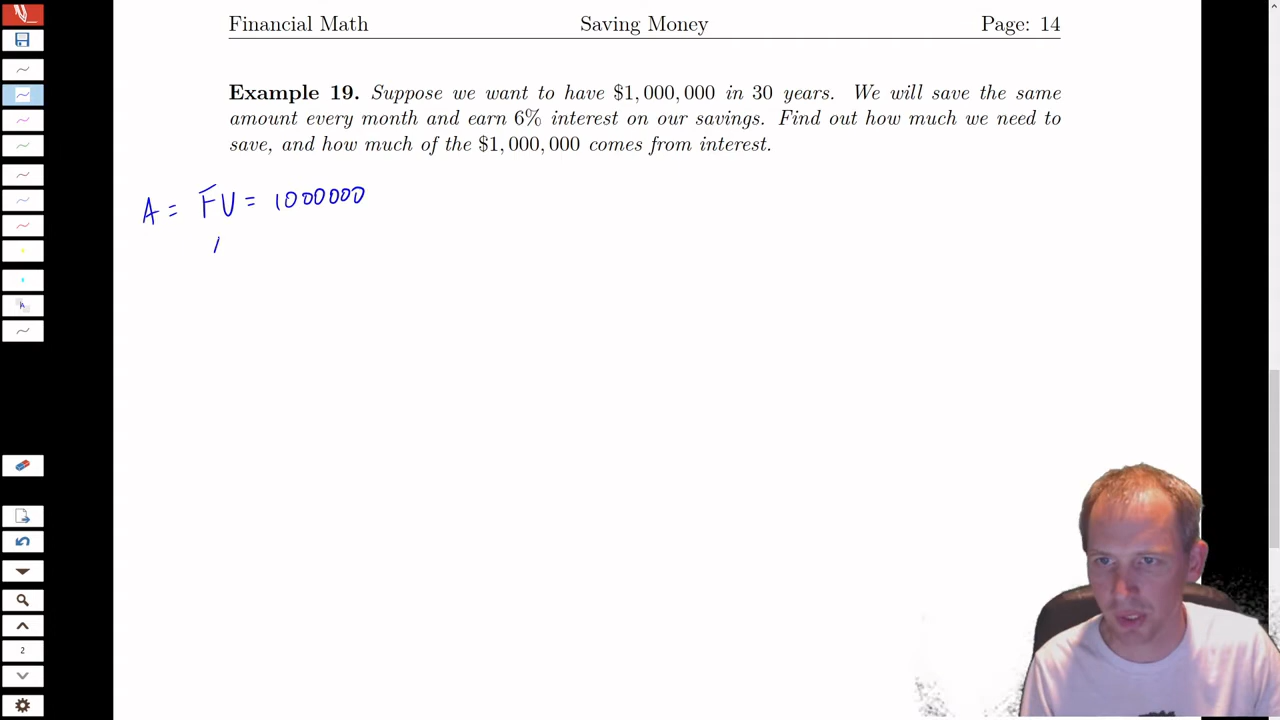 Financial Math Saving Money Page: 14
Example 19. Suppose we want to have $1,000,000 in 30 years. We will save the same
amount every month and earn 6% interest on our savings. Find out how much we need to
save, and how much of the $1,000,000 comes from interest.
A = FV = 1000000
2